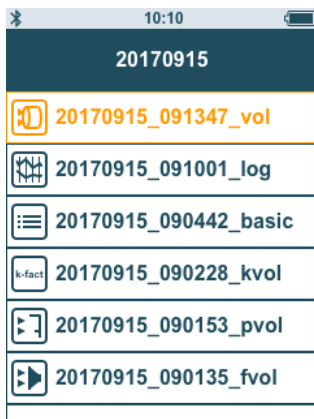 10:10
20170915
20170915_091347_vol
20170915_091001_log
20170915_090442_basic
k-fact 20170915_090228_kvol
20170915_090153_pvol
20170915_090135_fvol